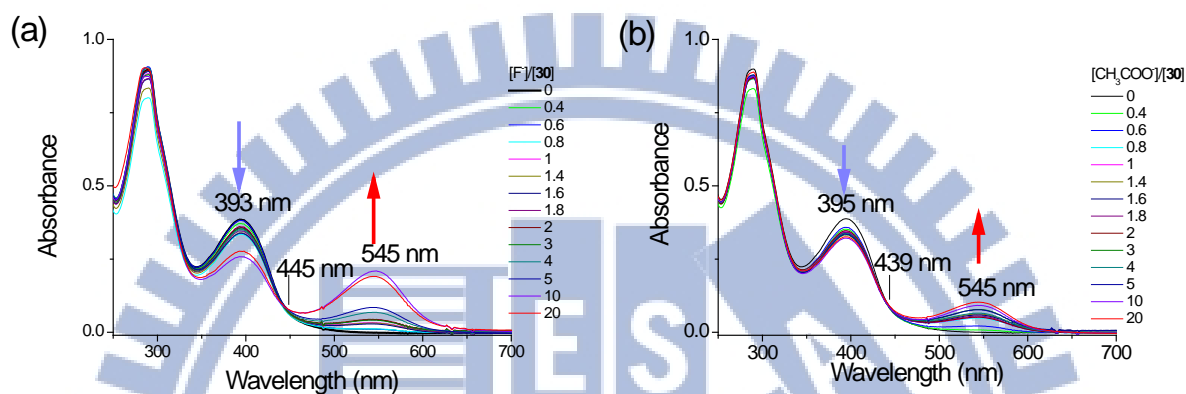 (a)
1.0
0.5
0.0
Absorbance
393 nm
445 nm
545 nm
300 400 500 600 700
Wavelength (nm)
[F-]/[30]
0
0.4
0.6
0.8
1
1.4
1.6
1.8
2
3
4
5
10
20
(b)
1.0
0.5
0.0
Absorbance
395 nm
439 nm
545 nm
300 400 500 600 700
Wavelength (nm)
[CH3COO-]/[30]
0
0.4
0.6
0.8
1
1.4
1.6
1.8
2
3
4
5
10
20
ES